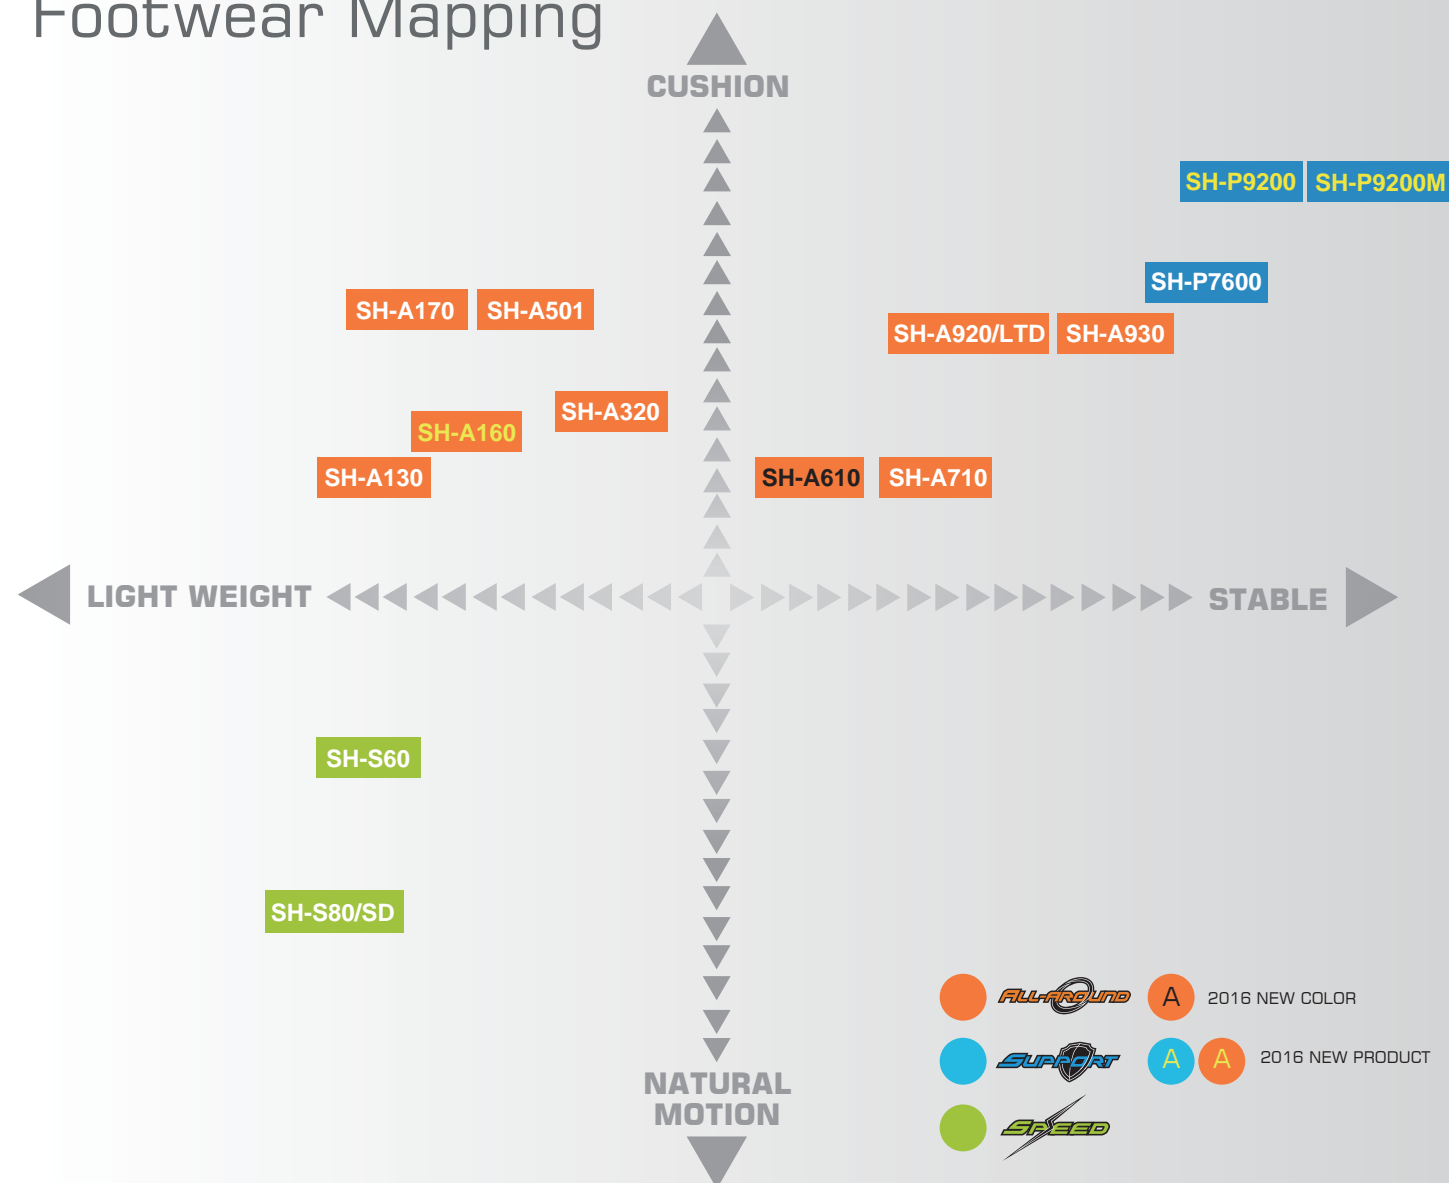 Footwear Mapping
CUSHION
SH-P9200 SH-P9200M
SH-P7600
SH-A170 SH-A501
SH-A920/LTD SH-A930
SH-A320
SH-A160
SH-A130
SH-A610 SH-A710
LIGHT WEIGHT
STABLE
SH-S60
SH-S80/SD
ALL-AROUND A 2016 NEW COLOR
SUPPORT A A 2016 NEW PRODUCT
SPEED
NATURAL
MOTION